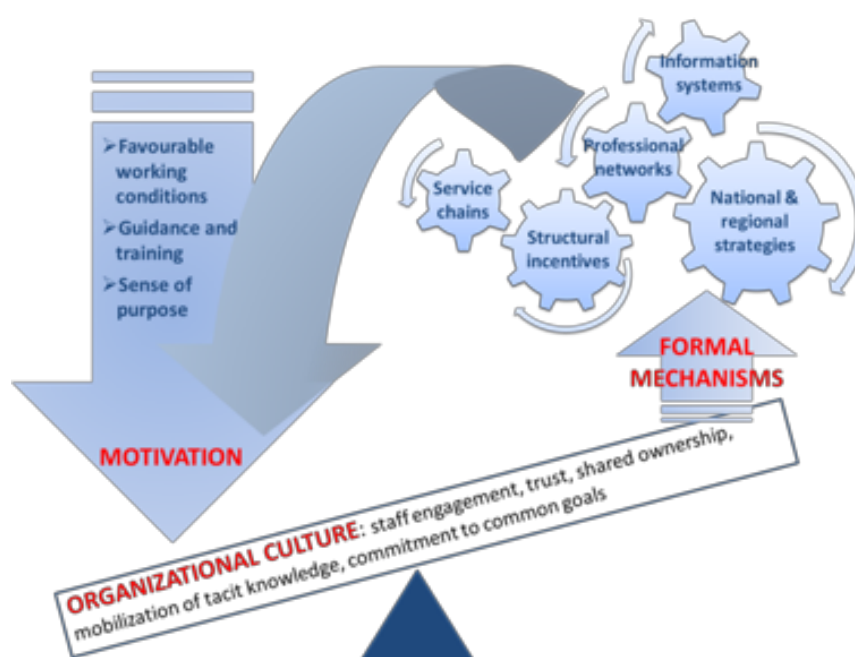 ➢Favourable
working
conditions
➢Guidance and
training
➢Sense of
purpose
MOTIVATION
Information
systems
Professional
networks
Service
chains
Structural
incentives
National &
regional
strategies
FORMAL
MECHANISMS
ORGANIZATIONAL CULTURE: staff engagement, trust, shared ownership,
mobilization of tacit knowledge, commitment to common goals